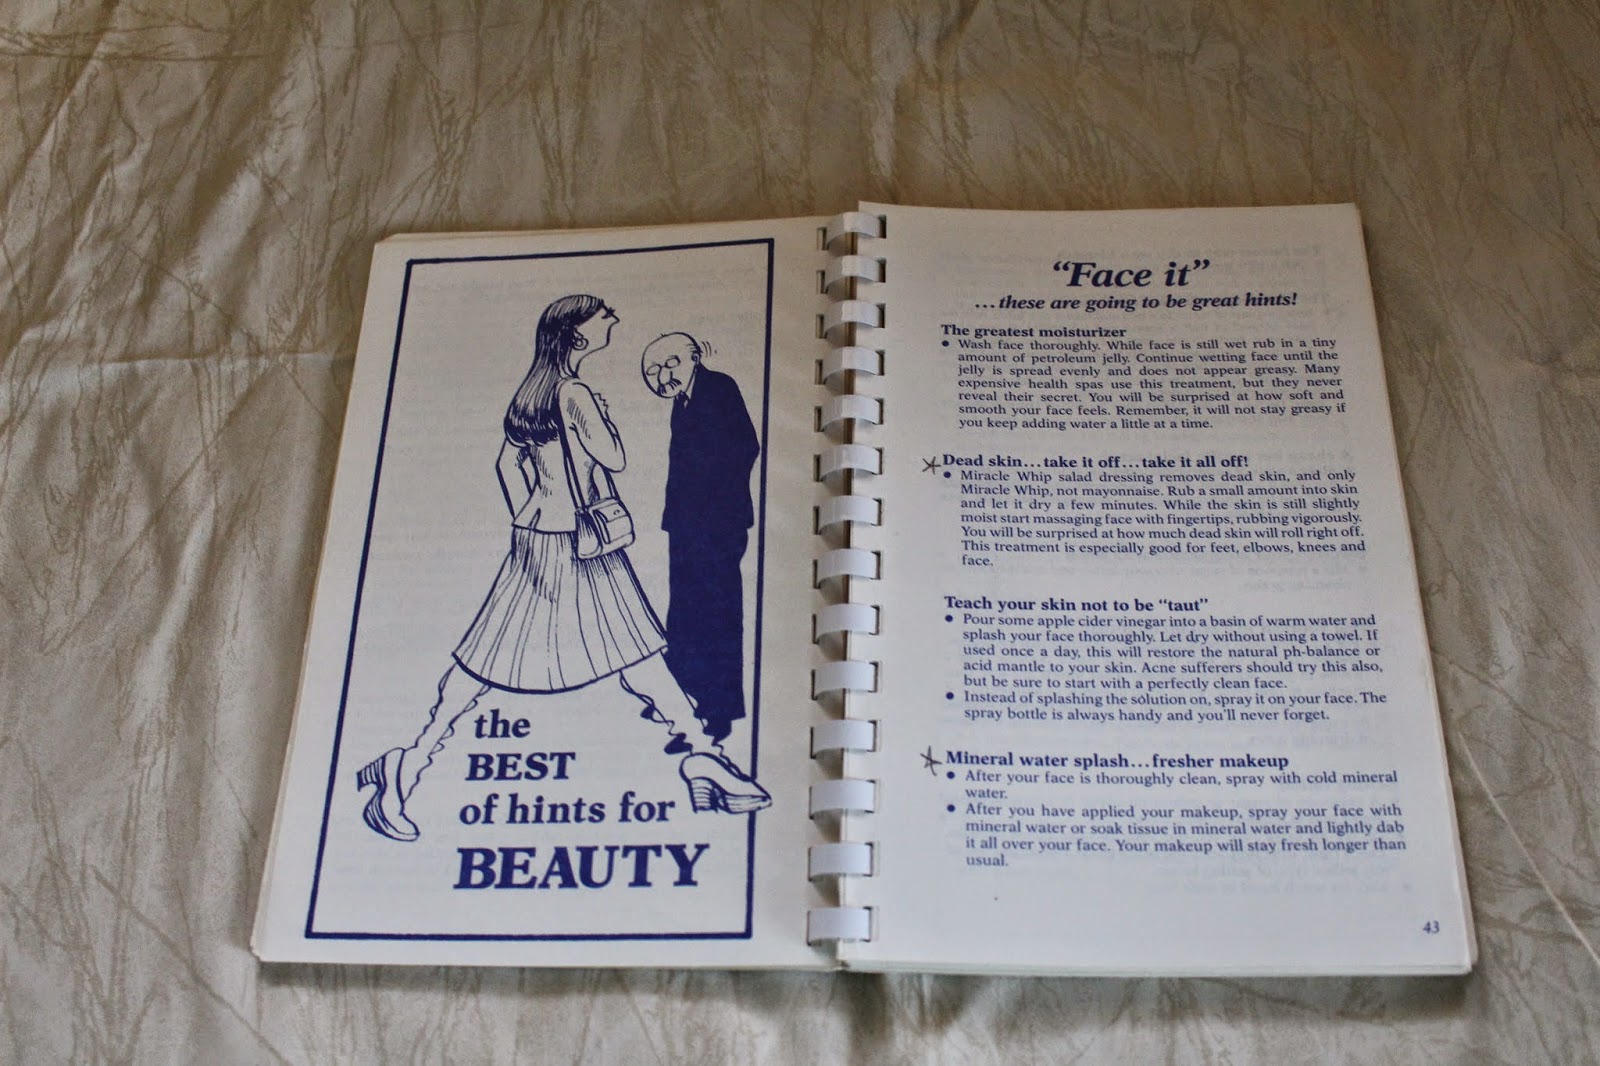 the
BEST
of hints for
BEAUTY
“Face it”
...these are going to be great hints!
The greatest moisturizer
• Wash face thoroughly. While face is still wet rub in a tiny
amount of petroleum jelly. Continue wetting face until the
jelly is spread evenly and does not appear greasy. Many
expensive health spas use this treatment, but they never
reveal their secret. You will be surprised at how soft and
smooth your face feels. Remember, it will not stay greasy if
you keep adding water a little at a time.
Dead skin...take it off...take it all off!
• Miracle Whip salad dressing removes dead skin, and only
Miracle Whip, not mayonnaise. Rub a small amount into skin
and let it dry a few minutes. While the skin is still slightly
moist start massaging face with fingertips, rubbing vigorously.
You will be surprised at how much dead skin will roll right off.
This treatment is especially good for feet, elbows, knees and
face.
Teach your skin not to be “taut”
• Pour some apple cider vinegar into a basin of warm water and
splash your face thoroughly. Let dry without using a towel. If
used once a day, this will restore the natural ph-balance or
acid mantle to your skin. Acne sufferers should try this also,
but be sure to start with a perfectly clean face.
• Instead of splashing the solution on, spray it on your face. The
spray bottle is always handy and you’ll never forget.
Mineral water splash...fresher makeup
• After your face is thoroughly clean, spray with cold mineral
water.
• After you have applied your makeup, spray your face with
mineral water or soak tissue in mineral water and lightly dab
it all over your face. Your makeup will stay fresh longer than
usual.
43